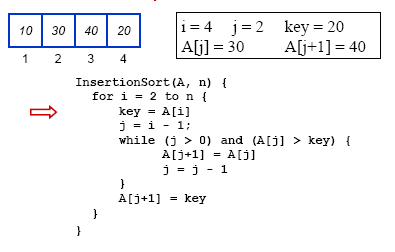 10 30 40 20
1 2 3 4
i = 4 j = 2 key = 20
A[j] = 30 A[j+1] = 40
InsertionSort(A, n) {
for i = 2 to n {
key = A[i]
j = i - 1;
while (j > 0) and (A[j] > key) {
A[j+1] = A[j]
j = j - 1
}
A[j+1] = key
}
}